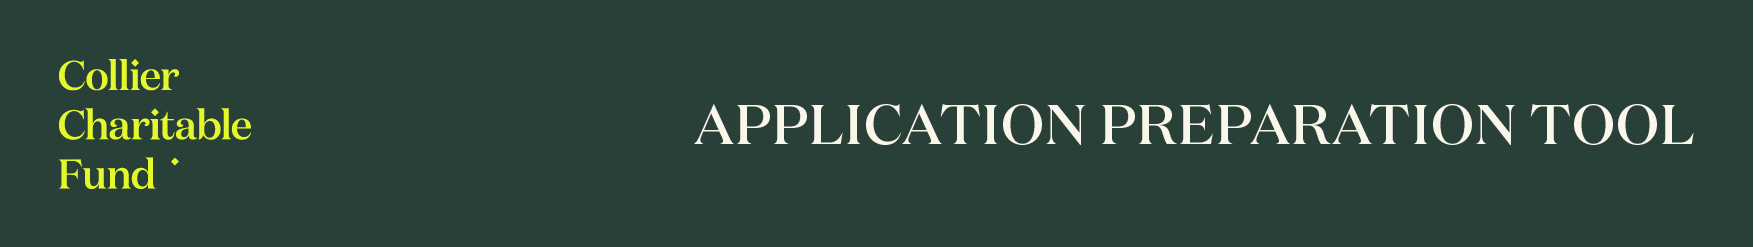 Collier
Charitable
Fund
APPLICATION PREPARATION TOOL